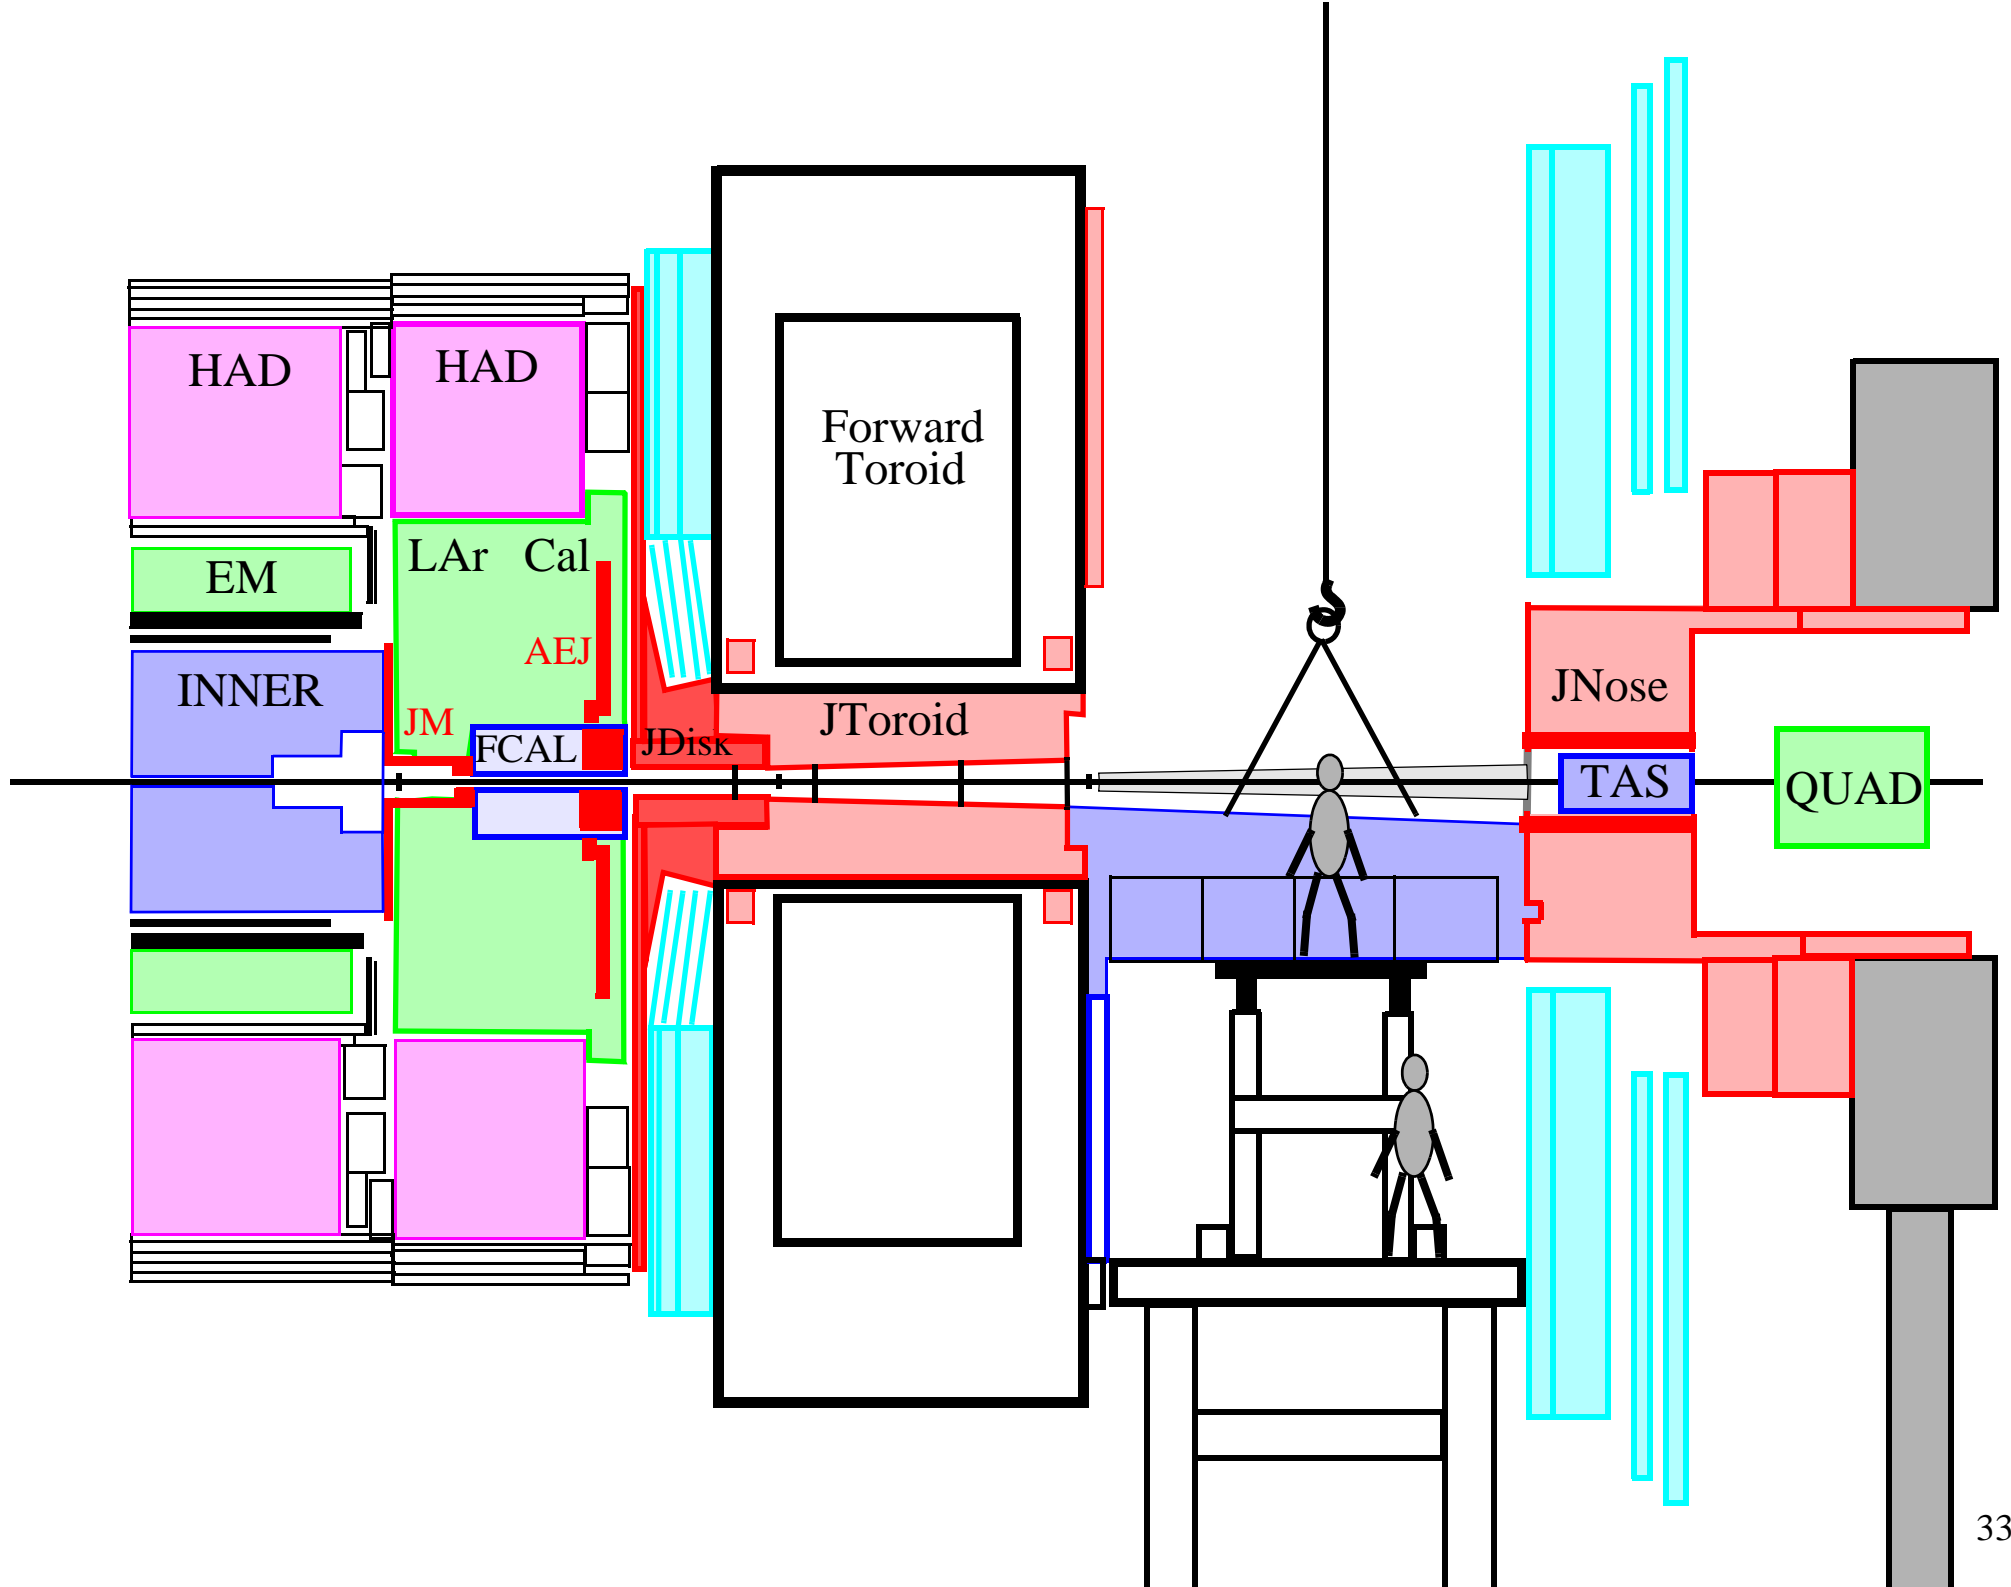 HAD
HAD
Forward
Toroid
LAr Cal
EM
AEJ
INNER
JM
FCAL
JDisk
JToroid
JNose
TAS
QUAD
33